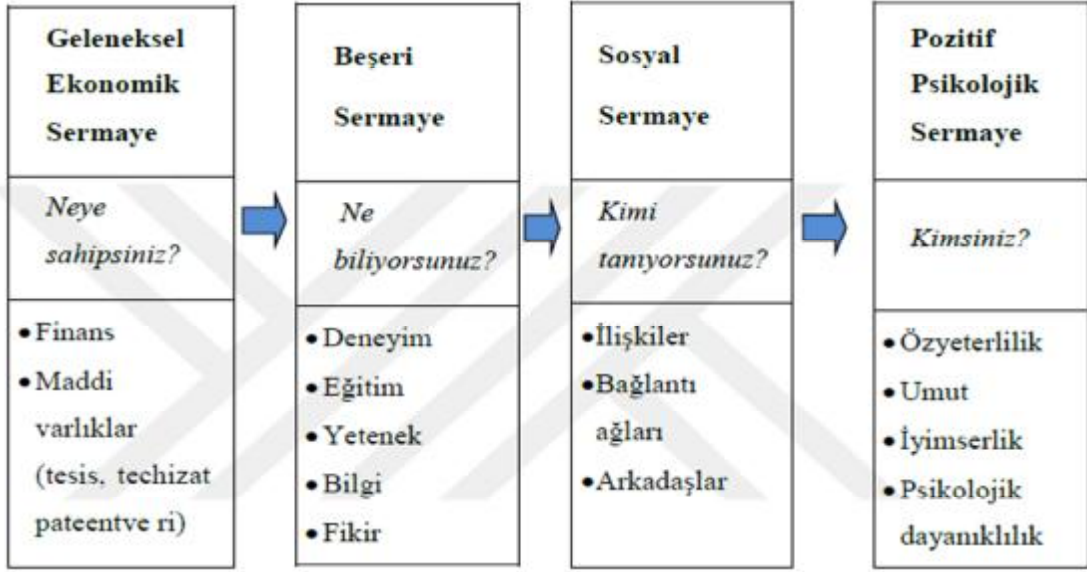 Geleneksel
Ekonomik
Sermaye
Neye
sahipsiniz?
• Finans
• Maddi
varlıklar
(tesis, techizat
pateentve ri)
Beşeri
Sermaye
Ne
biliyorsunuz?
• Deneyim
• Eğitim
• Yetenek
• Bilgi
• Fikir
Sosyal
Sermaye
Kimi
tanıyorsunuz?
• İlişkiler
• Bağlantı
ağları
• Arkadaşlar
Pozitif
Psikolojik
Sermaye
Kimsiniz?
• Özyeterlilik
• Umut
• İyimserlik
• Psikolojik
dayanıklılık